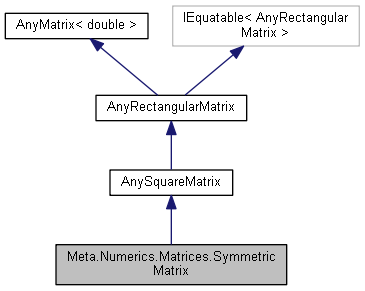 AnyMatrix< double >
IEquatable< AnyRectangular
Matrix >
AnyRectangularMatrix
AnySquareMatrix
Meta.Numerics.Matrices.Symmetric
Matrix